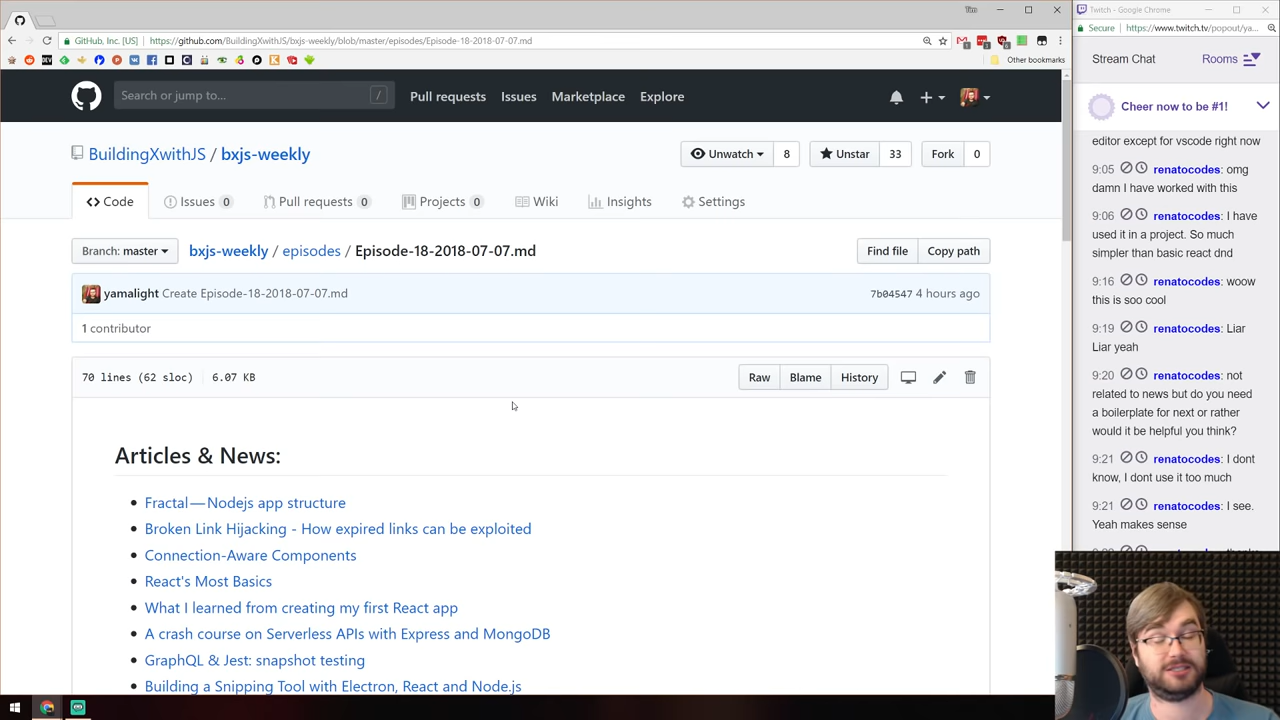 Tim
Twitch - Google Chrome
GitHub, Inc. [US]
https://github.com/BuildingXwithJS/bxjs-weekly/blob/master/episodes/Episode-18-2018-07-07.md
Secure
https://www.twitch.tv/popout/ya...
Other bookmarks
Search or jump to...
/
Pull requests
Issues
Marketplace
Explore
Stream Chat
Rooms
Cheer now to be #1!
BuildingXwithJS / bxjs-weekly
Unwatch 8
Unstar 33
Fork 0
Code
Issues 0
Pull requests 0
Projects 0
Wiki
Insights
Settings
Branch: master
bxjs-weekly / episodes / Episode-18-2018-07-07.md
Find file
Copy path
yamalight Create Episode-18-2018-07-07.md
7b04547 4 hours ago
1 contributor
70 lines (62 sloc)
6.07 KB
Raw
Blame
History
Articles & News:
Fractal — Nodejs app structure
Broken Link Hijacking - How expired links can be exploited
Connection-Aware Components
React's Most Basics
What I learned from creating my first React app
A crash course on Serverless APIs with Express and MongoDB
GraphQL & Jest: snapshot testing
Building a Snipping Tool with Electron, React and Node.js
editor except for vscode right now
9:05 renatocodes: omg
damn I have worked with this
9:06 renatocodes: I have
used it in a project. So much
simpler than basic react dnd
9:16 renatocodes: woow
this is soo cool
9:19 renatocodes: Liar
Liar yeah
9:20 renatocodes: not
related to news but do you need
a boilerplate for next or rather
would it be helpful you think?
9:21 renatocodes: I dont
know, I dont use it too much
9:21 renatocodes: I see.
Yeah makes sense